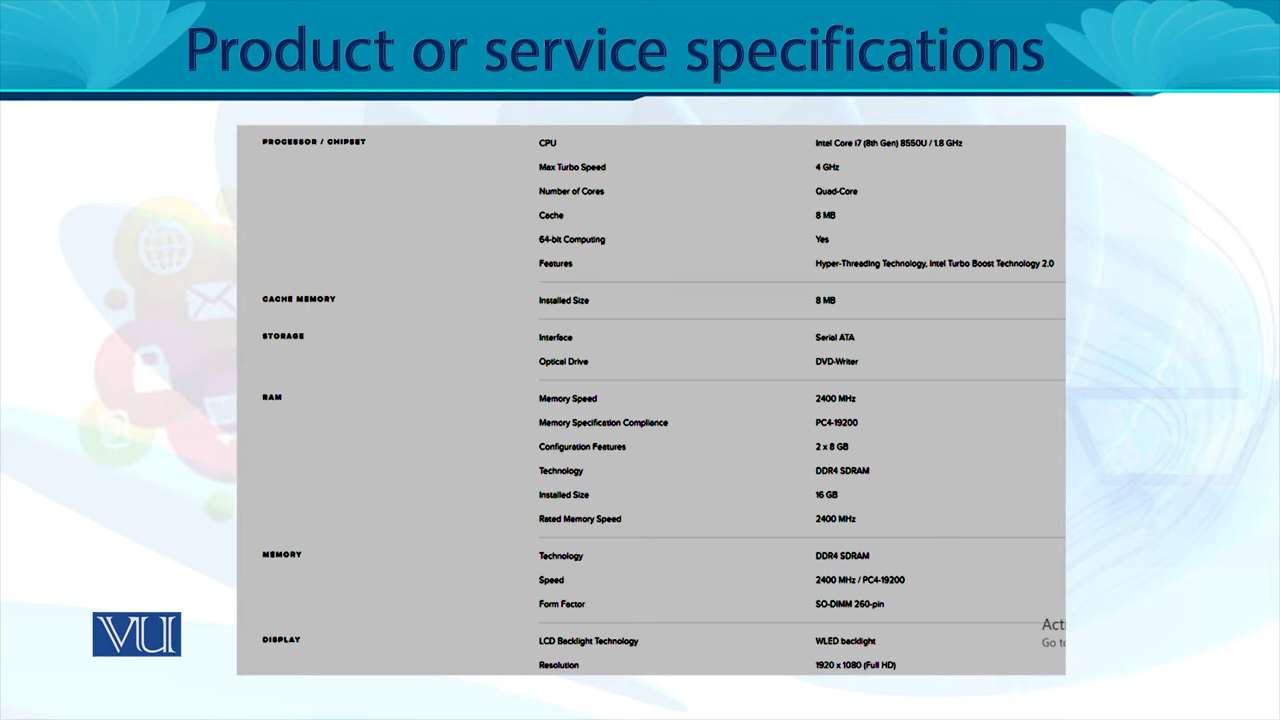 Product or service specifications
PROCESSOR / CHIPSET CPU Intel Core i7 (8th Gen) 8550U / 1.8 GHz
Max Turbo Speed 4 GHz
Number of Cores Quad-Core
Cache 8 MB
64-bit Computing Yes
Features Hyper-Threading Technology, Intel Turbo Boost Technology 2.0
CACHE MEMORY Installed Size 8 MB
STORAGE Interface Serial ATA
Optical Drive DVD-Writer
RAM Memory Speed 2400 MHz
Memory Specification Compliance PC4-19200
Configuration Features 2 x 8 GB
Technology DDR4 SDRAM
Installed Size 16 GB
Rated Memory Speed 2400 MHz
MEMORY Technology DDR4 SDRAM
Speed 2400 MHz / PC4-19200
Form Factor SO-DIMM 260-pin
DISPLAY LCD Backlight Technology WLED backlight
Resolution 1920 x 1080 (Full HD)
Acti
Go to
VU